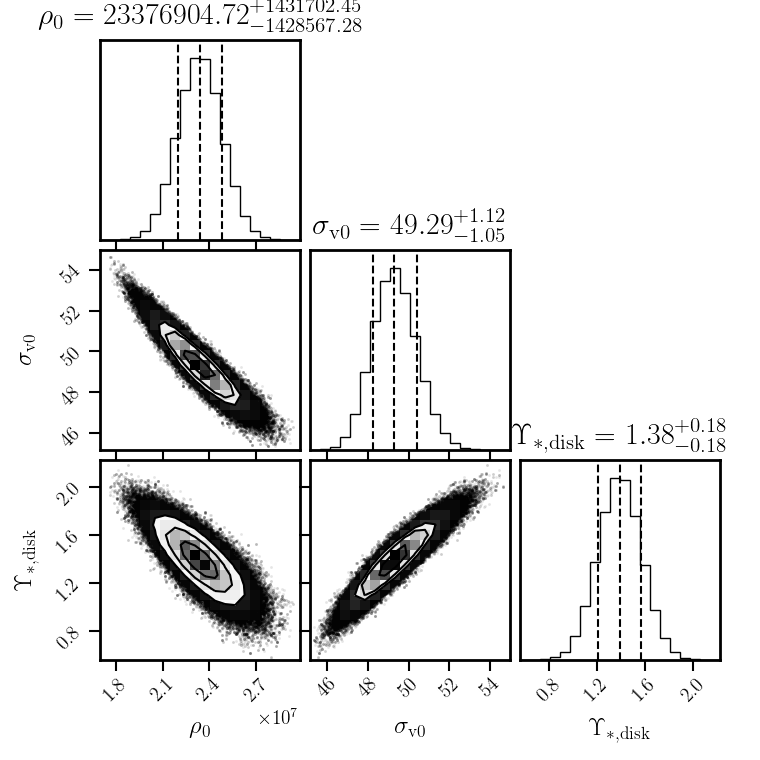 ρ₀ = 23376904.72⁺¹⁴³¹⁷⁰²·⁴⁵₋₁₄₂₈₅₆₇.₂₈
σᵥ₀ = 49.29⁺¹·¹²₋₁.₀₅
54
52
50
48
46
σᵥ₀
ϒ*,disk = 1.38⁺⁰·¹⁸₋₀.₁₈
2.0
1.6
1.2
0.8
ϒ*,disk
1.8 2.1 2.4 2.7
×10⁷
ρ₀
46 48 50 52 54
σᵥ₀
0.8 1.2 1.6 2.0
ϒ*,disk